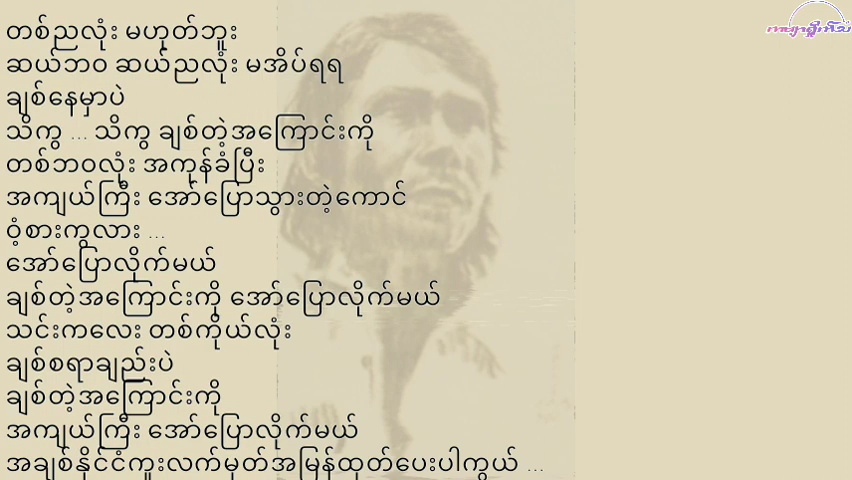 တစ်ညလုံး မဟုတ်ဘူး
ဆယ်ဘဝ ဆယ်ညလုံး မအိပ်ရရ
ချစ်နေမှာပဲ
သိကွ ... သိကွ ချစ်တဲ့အကြောင်းကို
တစ်ဘဝလုံး အကုန်ခံပြီး
အကျယ်ကြီး အော်ပြောသွားတဲ့ကောင်
ဝံ့စားကွလား ...
အော်ပြောလိုက်မယ်
ချစ်တဲ့အကြောင်းကို အော်ပြောလိုက်မယ်
သင်းကလေး တစ်ကိုယ်လုံး
ချစ်စရာချည်းပဲ
ချစ်တဲ့အကြောင်းကို
အကျယ်ကြီး အော်ပြောလိုက်မယ်
အချစ်နိုင်ငံကူးလက်မှတ်အမြန်ထုတ်ပေးပါကွယ် ...